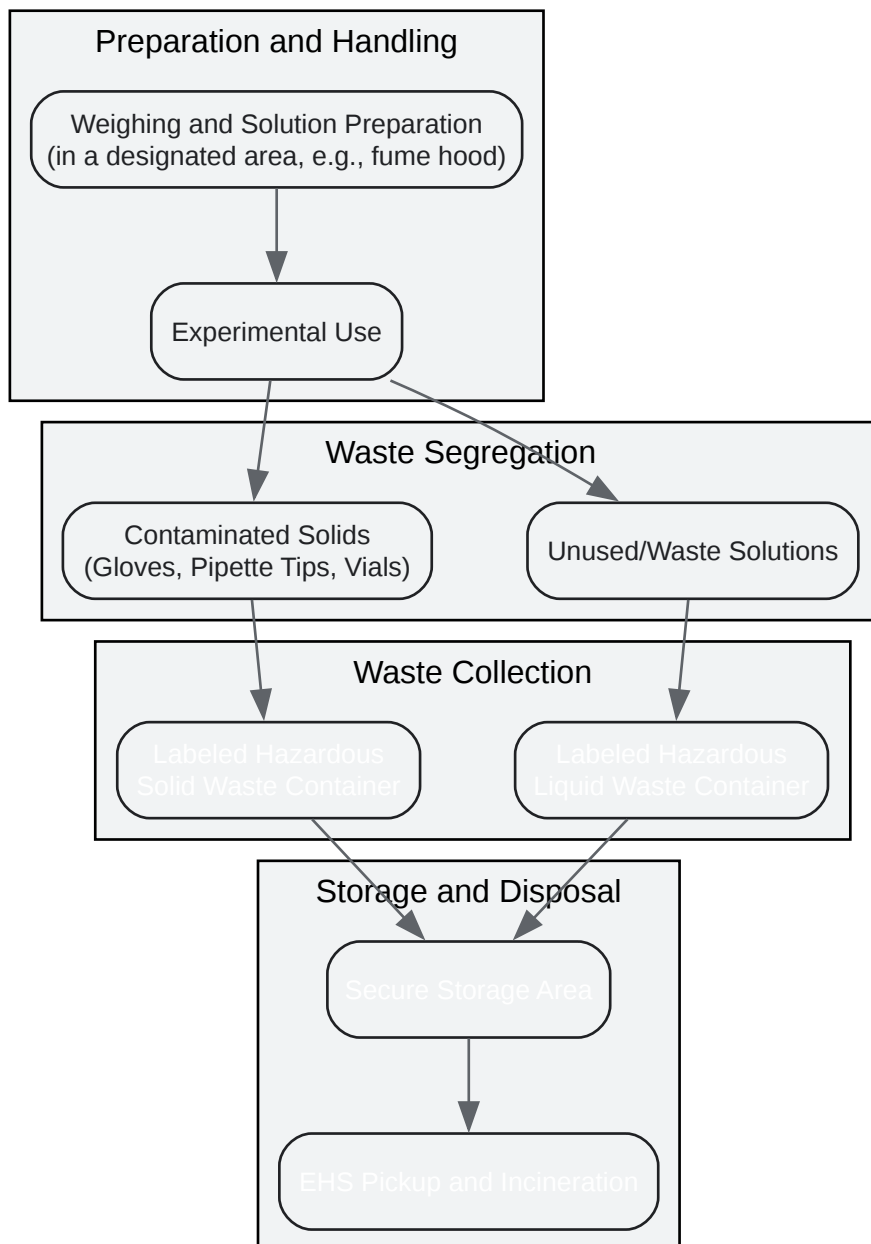 Preparation and Handling
Weighing and Solution Preparation
(in a designated area, e.g., fume hood)
Experimental Use
Waste Segregation
Contaminated Solids
(Gloves, Pipette Tips, Vials)
Unused/Waste Solutions
Waste Collection
Labeled Hazardous
Solid Waste Container
Labeled Hazardous
Liquid Waste Container
Storage and Disposal
Secure Storage Area
EHS Pickup and Incineration